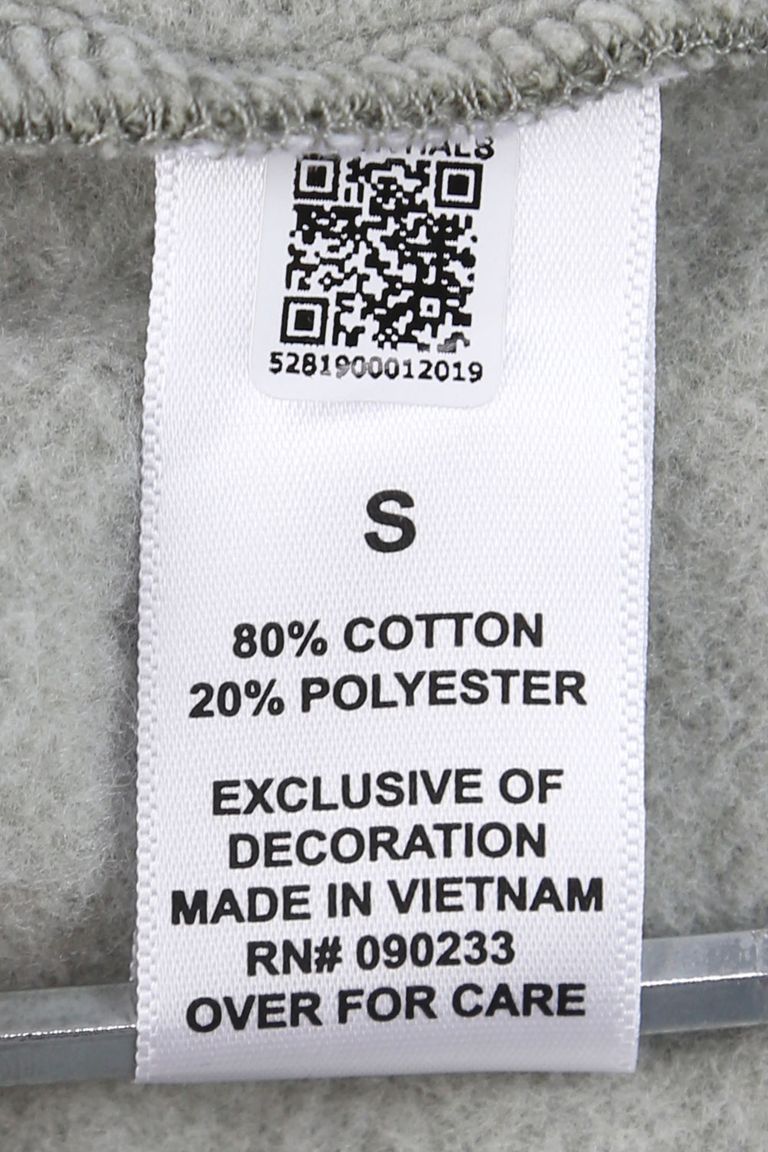 5281900012019
S
80% COTTON
20% POLYESTER
EXCLUSIVE OF
DECORATION
MADE IN VIETNAM
RN# 090233
OVER FOR CARE